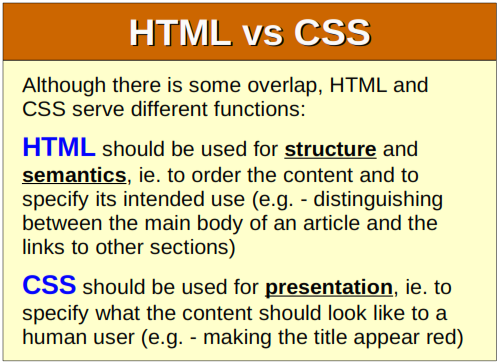 HTML vs CSS
Although there is some overlap, HTML and
CSS serve different functions:
HTML should be used for structure and
semantics, ie. to order the content and to
specify its intended use (e.g. - distinguishing
between the main body of an article and the
links to other sections)
CSS should be used for presentation, ie. to
specify what the content should look like to a
human user (e.g. - making the title appear red)